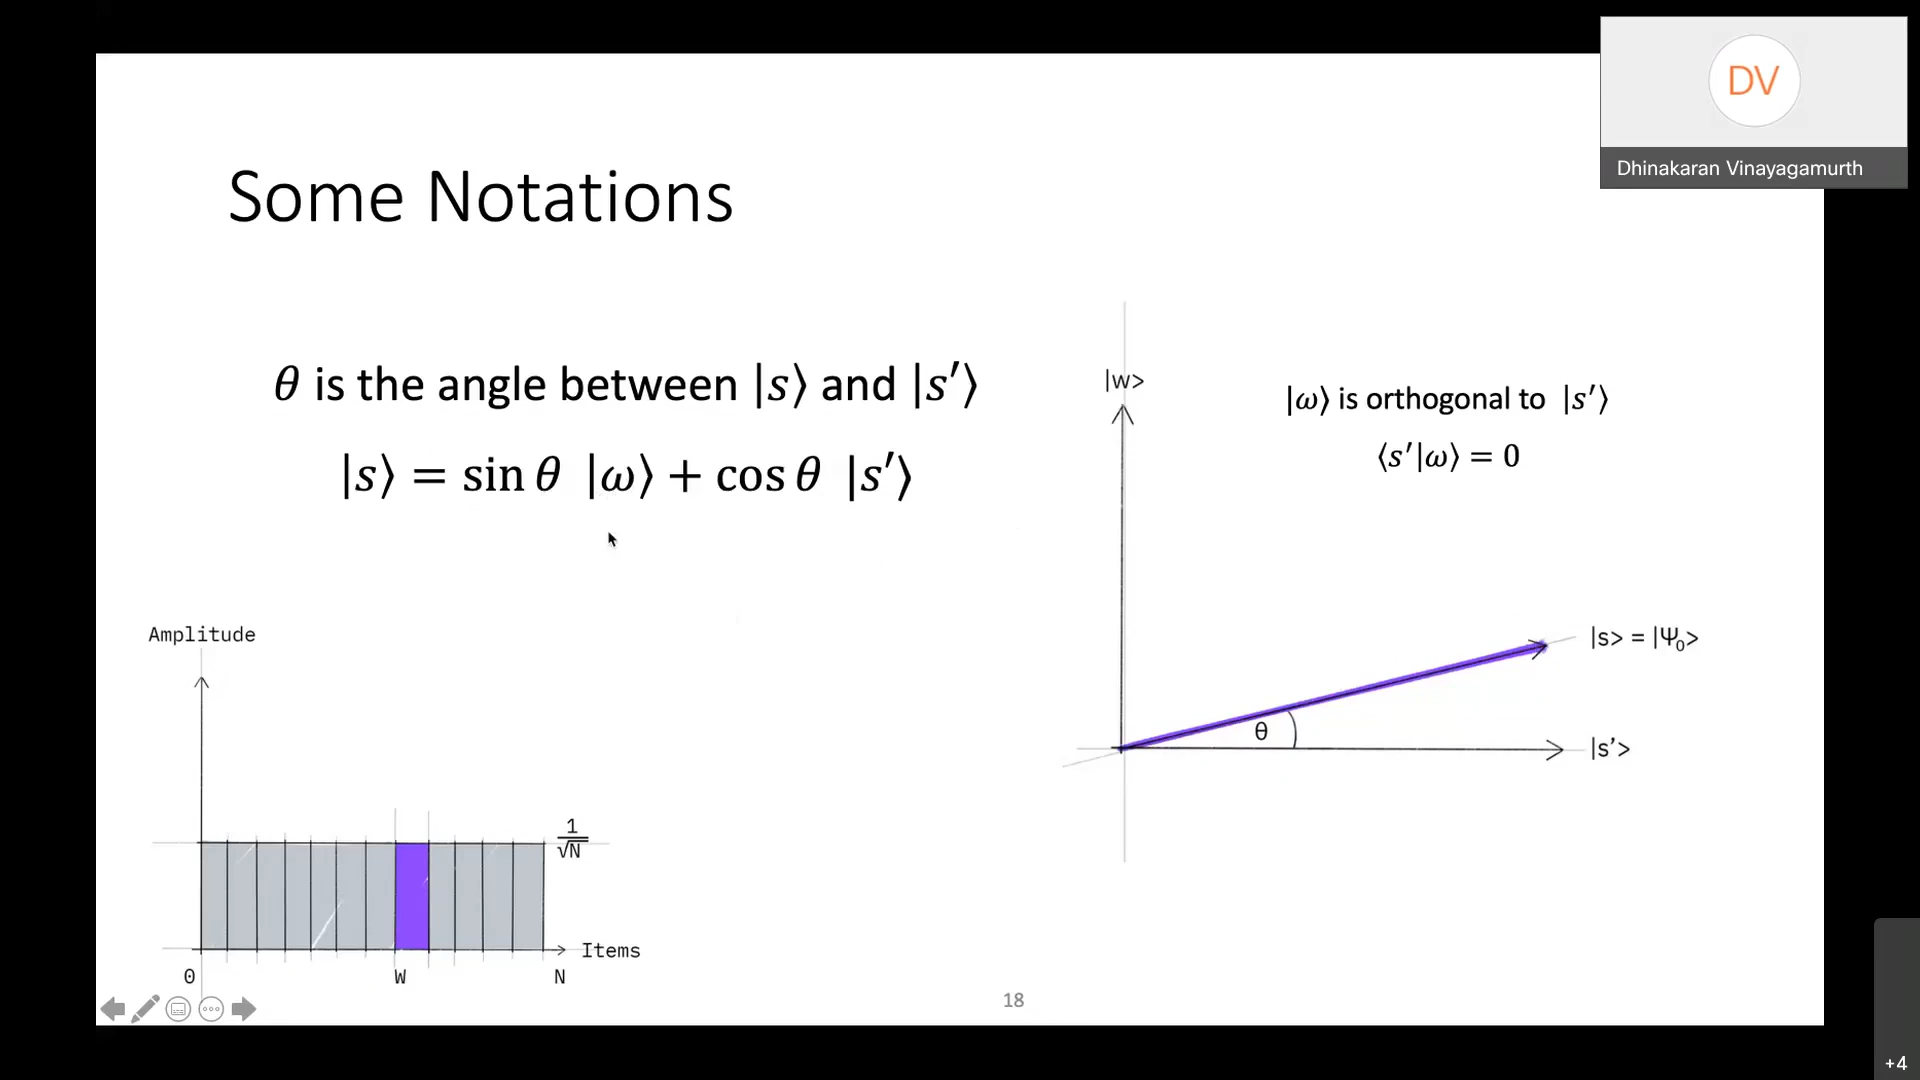 DV
Dhinakaran Vinayagamurth
Some Notations
θ is the angle between |s⟩ and |s′⟩
|s⟩ = sin θ |ω⟩ + cos θ |s′⟩
|w>
|ω⟩ is orthogonal to |s′⟩
⟨s′|ω⟩ = 0
|s> = |Ψ₀>
θ
|s'>
Amplitude
1
√N
Items
0
W
N
18
+4